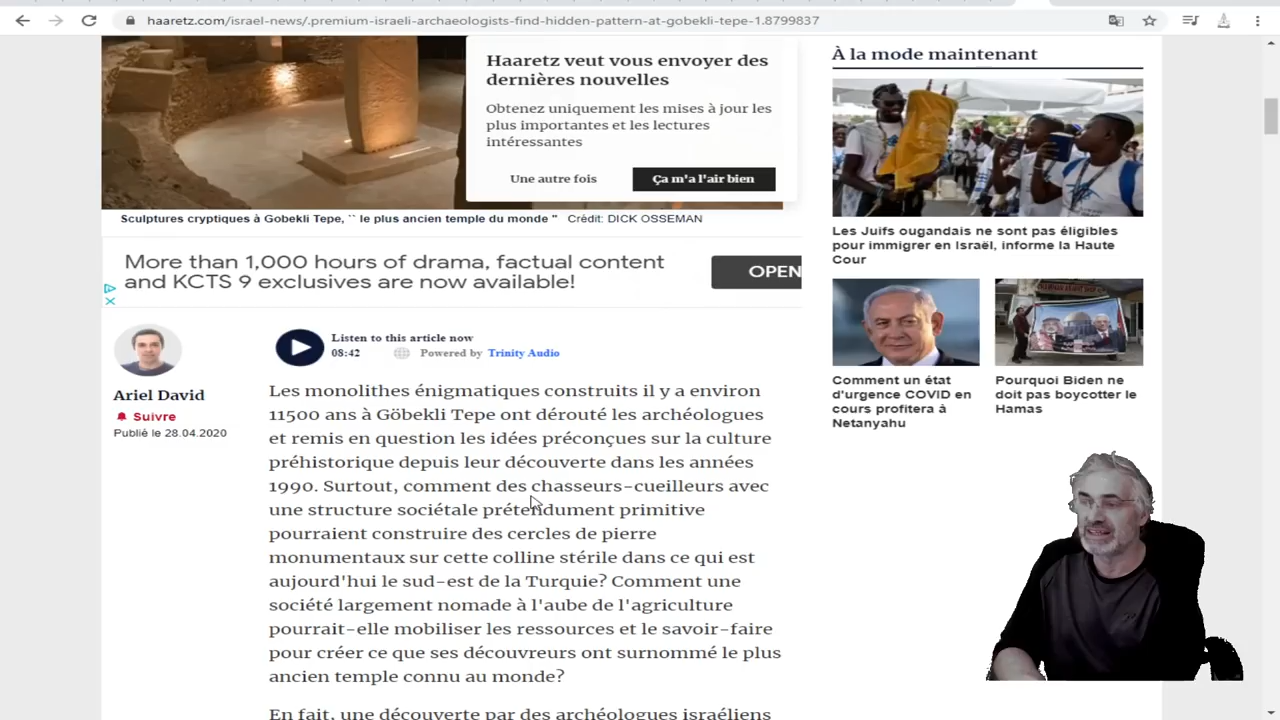 haaretz.com/israel-news/.premium-israeli-archaeologists-find-hidden-pattern-at-gobekli-tepe-1.8799837
Haaretz veut vous envoyer des
dernières nouvelles
Obtenez uniquement les mises à jour les
plus importantes et les lectures
intéressantes
Une autre fois
Ça m'a l'air bien
Sculptures cryptiques à Gobekli Tepe, `` le plus ancien temple du monde " Crédit: DICK OSSEMAN
More than 1,000 hours of drama, factual content
and KCTS 9 exclusives are now available!
OPEN
Listen to this article now
08:42 Powered by Trinity Audio
Ariel David
Suivre
Publié le 28.04.2020
Les monolithes énigmatiques construits il y a environ
11500 ans à Göbekli Tepe ont dérouté les archéologues
et remis en question les idées préconçues sur la culture
préhistorique depuis leur découverte dans les années
1990. Surtout, comment des chasseurs-cueilleurs avec
une structure sociétale prétendument primitive
pourraient construire des cercles de pierre
monumentaux sur cette colline stérile dans ce qui est
aujourd'hui le sud-est de la Turquie? Comment une
société largement nomade à l'aube de l'agriculture
pourrait-elle mobiliser les ressources et le savoir-faire
pour créer ce que ses découvreurs ont surnommé le plus
ancien temple connu au monde?
En fait, une découverte par des archéologues israéliens
À la mode maintenant
Les Juifs ougandais ne sont pas éligibles
pour immigrer en Israël, informe la Haute
Cour
Comment un état
d'urgence COVID en
cours profitera à
Netanyahu
Pourquoi Biden ne
doit pas boycotter le
Hamas